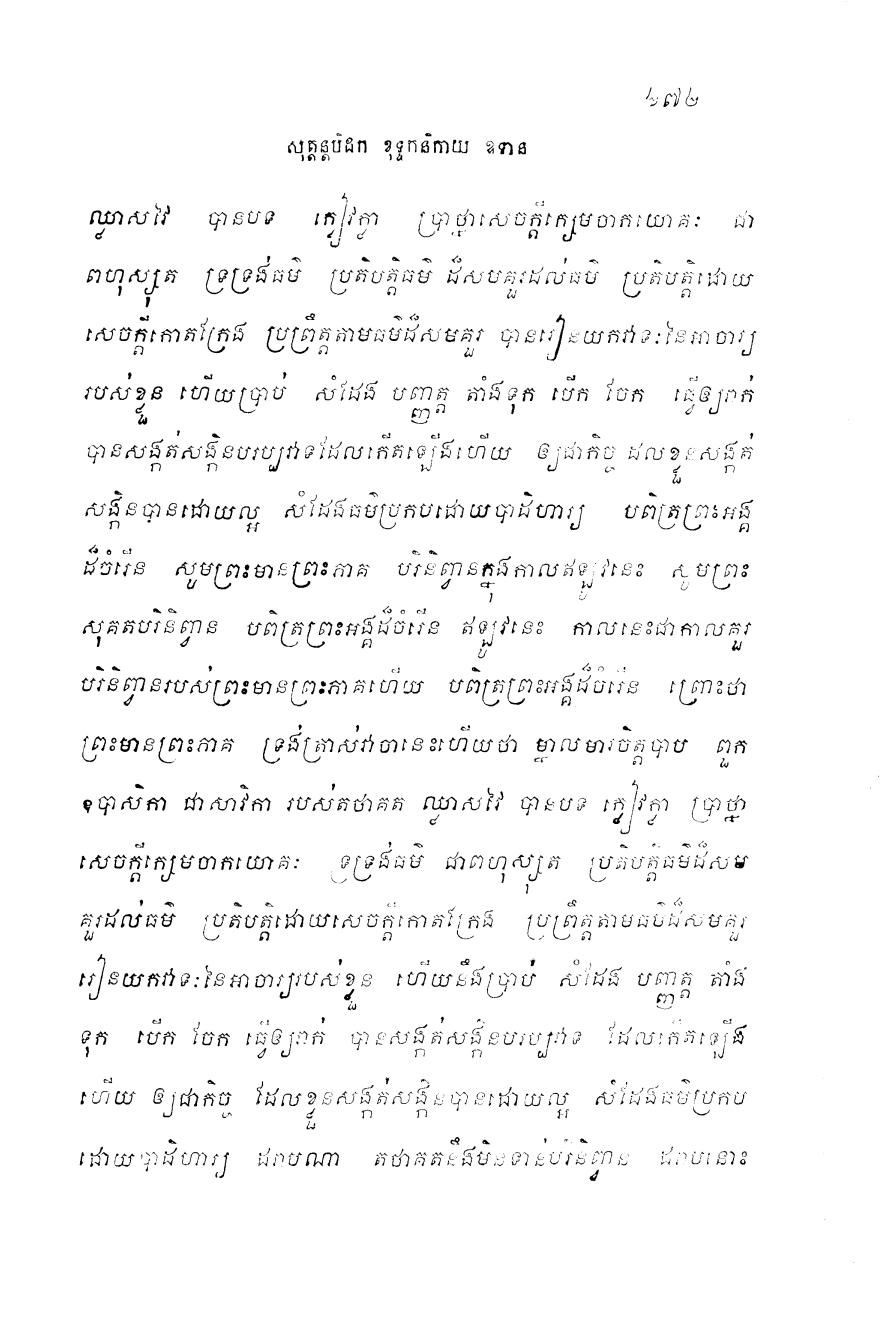 ២៧២
សុត្តន្តបិដក ខុទ្ទកនិកាយ ឧទាន
ឈ្លាសវៃ បានបទ ក្លៀវក្លា ប្រាថ្នាសេចក្តីក្សេមចាកយោគៈ ជា
ពហុស្សុត ទ្រទ្រង់ធម៌ ប្រតិបត្តិធម៌ ដ៏សមគួរដល់ធម៌ ប្រតិបត្តិដោយ
សេចក្តីកោតក្រែង ប្រព្រឹត្តតាមធម៌ដ៏សមគួរ បានរៀនយកវាទៈនៃអាចារ្យ
របស់ខ្លួន ហើយប្រាប់ សំដែង បញ្ញត្ត តាំងទុក បើក ចែក ធ្វើឲ្យរាក់
បានសង្កត់សង្កិនបរប្បវាទដែលកើតឡើងហើយ ឲ្យជាកិច្ច ដែលខ្លួនសង្កត់
សង្កិនបានដោយល្អ សំដែងធម៌ប្រកបដោយបាដិហារ្យ បពិត្រព្រះអង្គ
ដ៏ចំរើន សូមព្រះមានព្រះភាគ បរិនិព្វានក្នុងកាលឥឡូវនេះ សូមព្រះ
សុគតបរិនិព្វាន បពិត្រព្រះអង្គដ៏ចំរើន ឥឡូវនេះ កាលនេះជាកាលគួរ
បរិនិព្វានរបស់ព្រះមានព្រះភាគហើយ បពិត្រព្រះអង្គដ៏ចំរើន ព្រោះថា
ព្រះមានព្រះភាគ ទ្រង់ត្រាស់វាចានេះហើយថា ម្នាលមារចិត្តបាប ពួក
ឧបាសិកា ជាសាវិកា របស់តថាគត ឈ្លាសវៃ បានបទ ក្លៀវក្លា ប្រាថ្នា
សេចក្តីក្សេមចាកយោគៈ ទ្រទ្រង់ធម៌ ជាពហុស្សុត ប្រតិបត្តិធម៌ដ៏សម
គួរដល់ធម៌ ប្រតិបត្តិដោយសេចក្តីកោតក្រែង ប្រព្រឹត្តតាមធម៌ដ៏សមគួរ
រៀនយកវាទៈនៃអាចារ្យរបស់ខ្លួន ហើយនឹងប្រាប់ សំដែង បញ្ញត្ត តាំង
ទុក បើក ចែក ធ្វើឲ្យរាក់ បានសង្កត់សង្កិនបរប្បវាទ ដែលកើតឡើង
ហើយ ឲ្យជាកិច្ច ដែលខ្លួនសង្កត់សង្កិនបានដោយល្អ សំដែងធម៌ប្រកប
ដោយបាដិហារ្យ ដរាបណា តថាគតនឹងមិនទាន់បរិនិព្វាន ដរាបនោះ